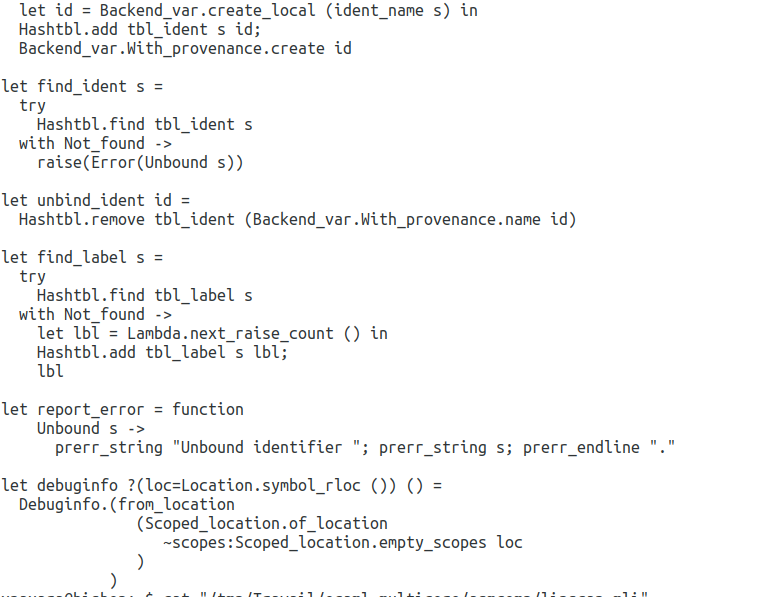 let id = Backend_var.create_local (ident_name s) in
  Hashtbl.add tbl_ident s id;
  Backend_var.With_provenance.create id

let find_ident s =
  try
    Hashtbl.find tbl_ident s
  with Not_found ->
    raise(Error(Unbound s))

let unbind_ident id =
  Hashtbl.remove tbl_ident (Backend_var.With_provenance.name id)

let find_label s =
  try
    Hashtbl.find tbl_label s
  with Not_found ->
    let lbl = Lambda.next_raise_count () in
    Hashtbl.add tbl_label s lbl;
    lbl

let report_error = function
    Unbound s ->
      prerr_string "Unbound identifier "; prerr_string s; prerr_endline "."

let debuginfo ?(loc=Location.symbol_rloc ()) () =
  Debuginfo.(from_location
               (Scoped_location.of_location
                  ~scopes:Scoped_location.empty_scopes loc
               )
            )